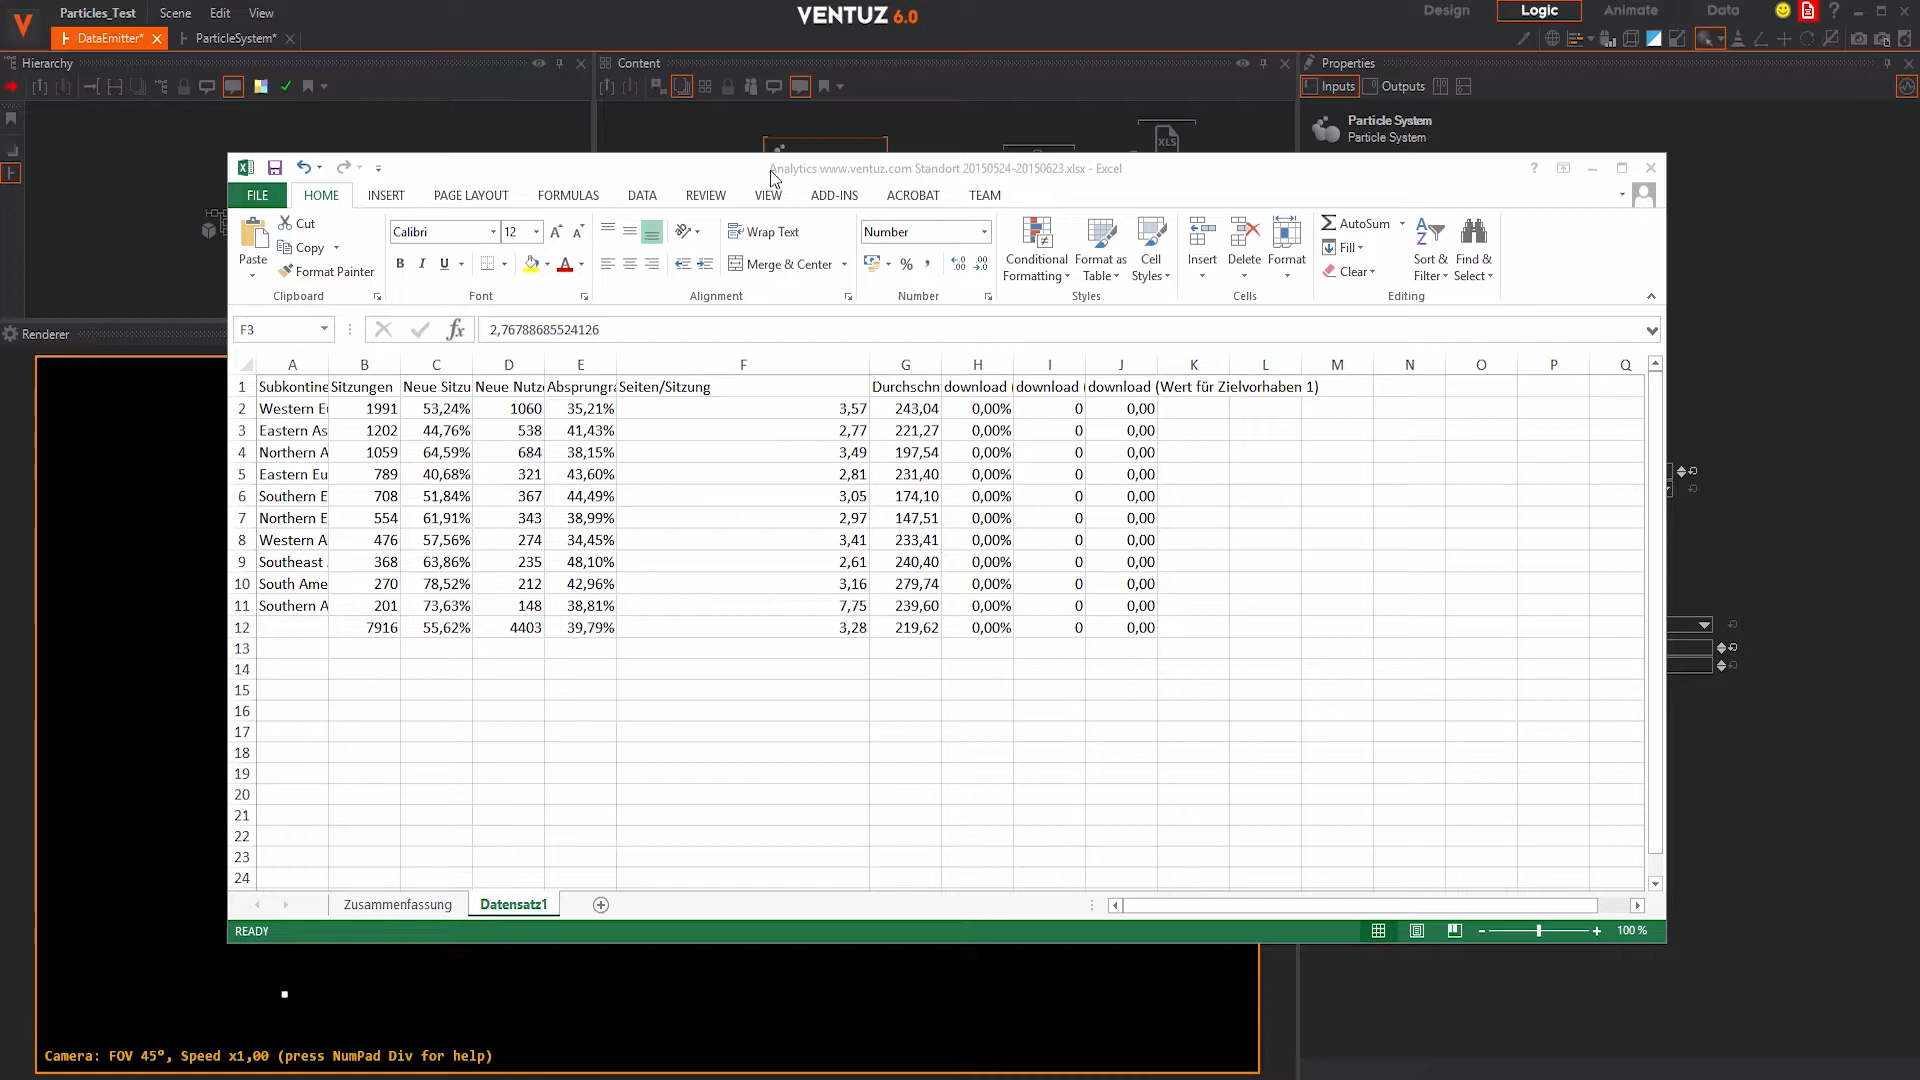 Particles_Test Scene Edit View
VENTUZ 6.0
Design Logic Animate Data
DataEmitter* ParticleSystem*
Hierarchy Content Properties
Inputs Outputs
Particle System
Particle System
XLS
Renderer
Analytics www.ventuz.com Standort 20150524-20150623.xlsx - Excel
FILE HOME INSERT PAGE LAYOUT FORMULAS DATA REVIEW VIEW ADD-INS ACROBAT TEAM
Paste Cut Copy Format Painter Clipboard
Calibri 12 B I U Font
Wrap Text Merge & Center Alignment
Number % Number
Conditional Formatting Format as Table Cell Styles Styles
Insert Delete Format Cells
AutoSum Fill Clear Sort & Filter Find & Select Editing
F3 fx 2,76788685524126
A B C D E F G H I J K L M N O P Q
1 Subkontine Sitzungen Neue Sitzu Neue Nutze Absprungra Seiten/Sitzung Durchschn download ( download ( download (Wert für Zielvorhaben 1)
2 Western Eu 1991 53,24% 1060 35,21% 3,57 243,04 0,00% 0 0,00
3 Eastern As 1202 44,76% 538 41,43% 2,77 221,27 0,00% 0 0,00
4 Northern A 1059 64,59% 684 38,15% 3,49 197,54 0,00% 0 0,00
5 Eastern Eu 789 40,68% 321 43,60% 2,81 231,40 0,00% 0 0,00
6 Southern E 708 51,84% 367 44,49% 3,05 174,10 0,00% 0 0,00
7 Northern E 554 61,91% 343 38,99% 2,97 147,51 0,00% 0 0,00
8 Western A 476 57,56% 274 34,45% 3,41 233,41 0,00% 0 0,00
9 Southeast 368 63,86% 235 48,10% 2,61 240,40 0,00% 0 0,00
10 South Ame 270 78,52% 212 42,96% 3,16 279,74 0,00% 0 0,00
11 Southern A 201 73,63% 148 38,81% 7,75 239,60 0,00% 0 0,00
12 7916 55,62% 4403 39,79% 3,28 219,62 0,00% 0 0,00
13
14
15
16
17
18
19
20
21
22
23
24
Zusammenfassung Datensatz1
READY 100 %
Camera: FOV 45º, Speed x1,00 (press NumPad Div for help)